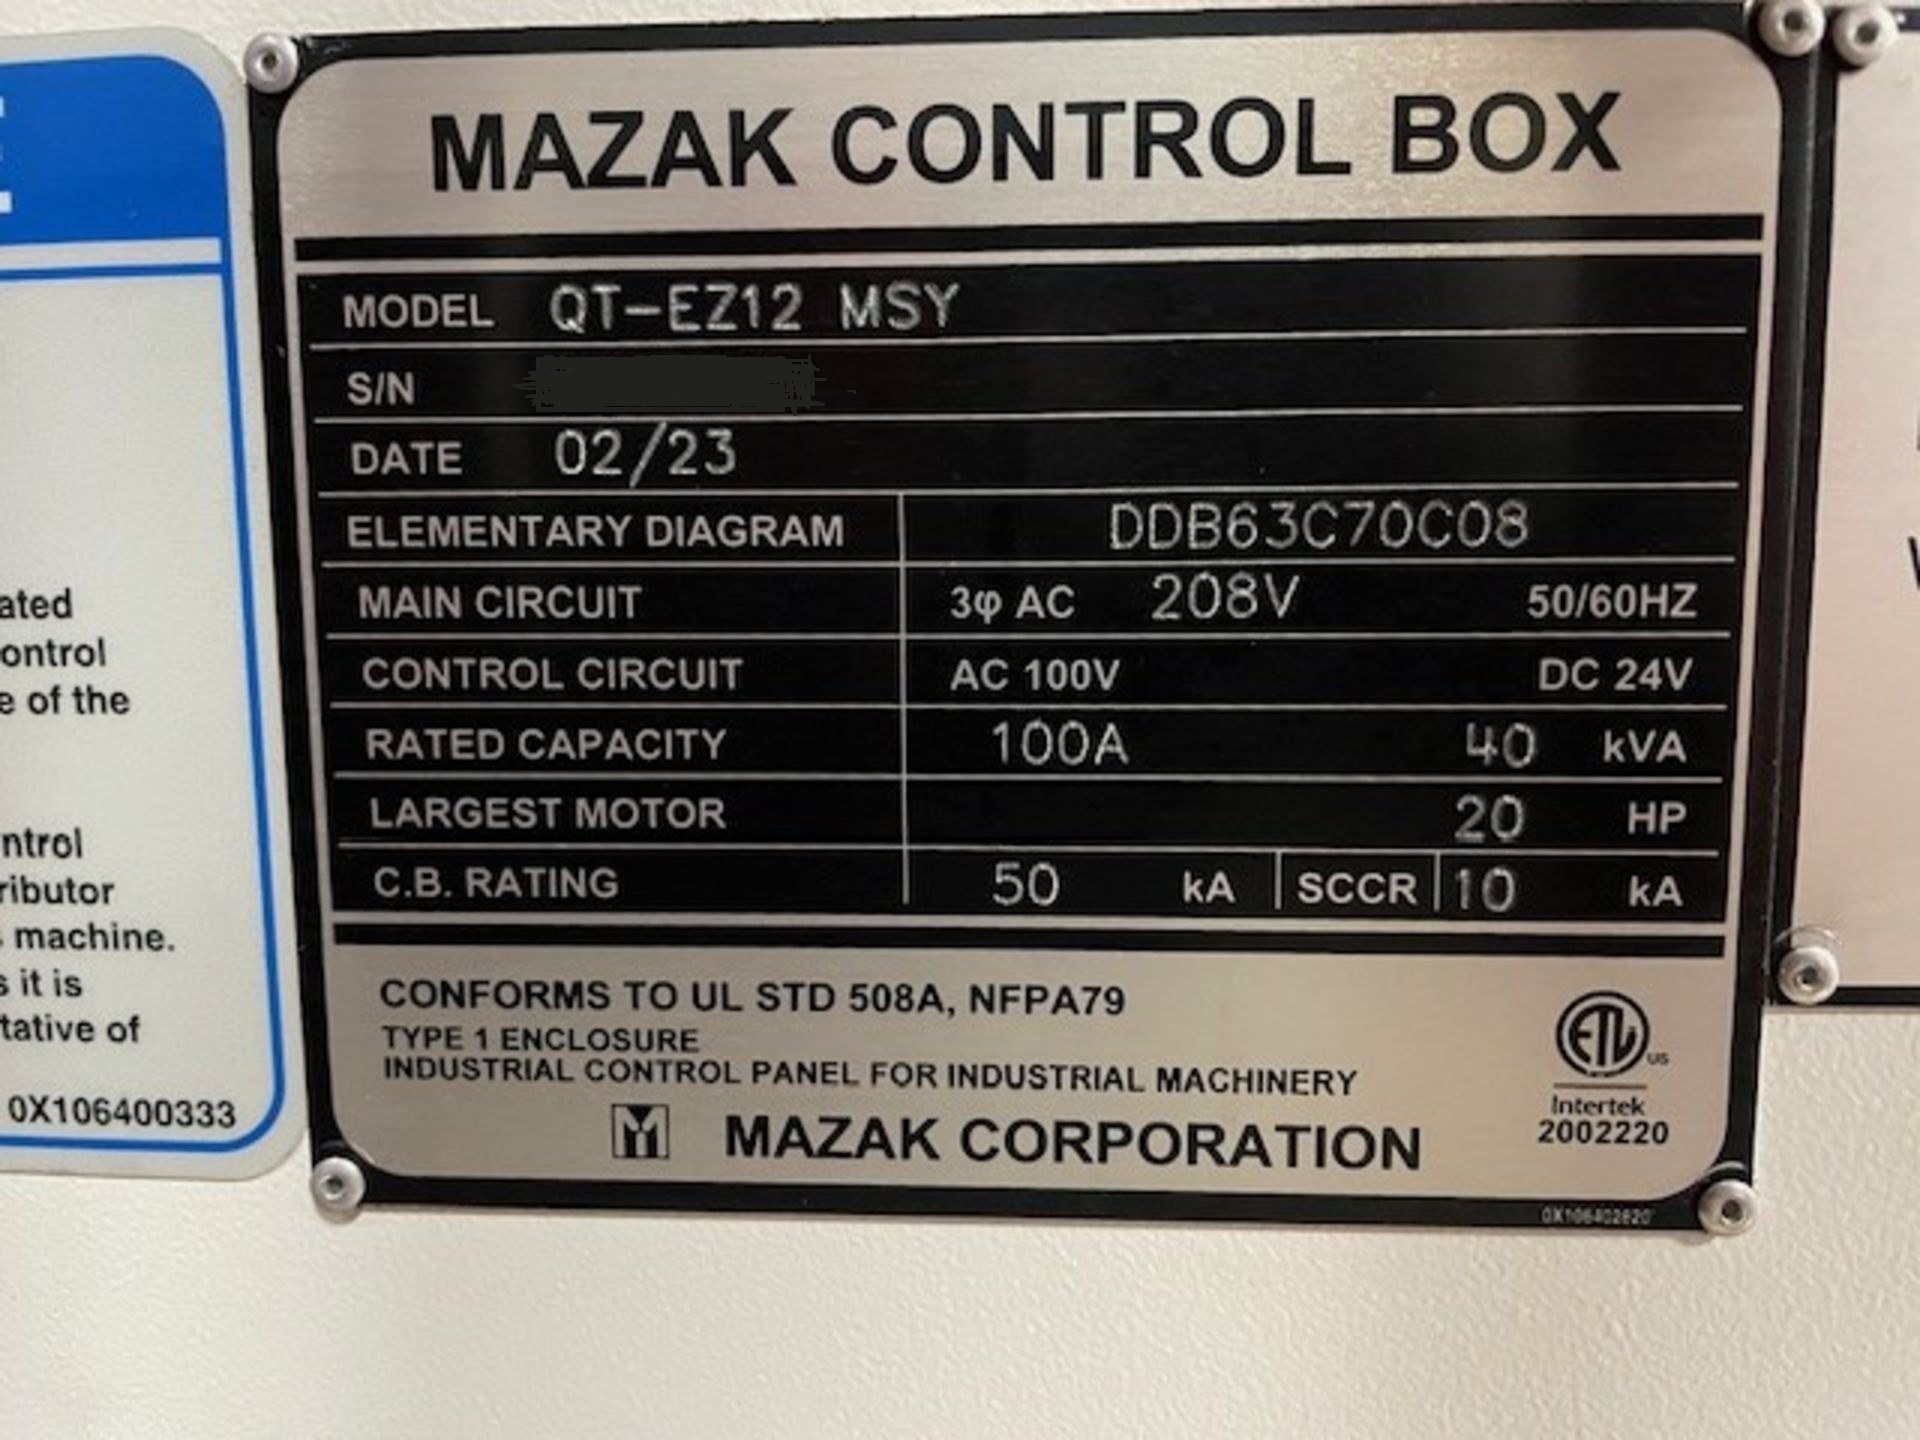 E
ated
ontrol
e of the
ntrol
ributor
s machine.
s it is
tative of
0X106400333
MAZAK CONTROL BOX
MODEL QT-EZ12 MSY
S/N
DATE 02/23
ELEMENTARY DIAGRAM DDB63C70C08
MAIN CIRCUIT 3φ AC 208V 50/60HZ
CONTROL CIRCUIT AC 100V DC 24V
RATED CAPACITY 100A 40 kVA
LARGEST MOTOR 20 HP
C.B. RATING 50 kA SCCR 10 kA
CONFORMS TO UL STD 508A, NFPA79
TYPE 1 ENCLOSURE
INDUSTRIAL CONTROL PANEL FOR INDUSTRIAL MACHINERY
MAZAK CORPORATION
ETL US
Intertek
2002220
0X106402620